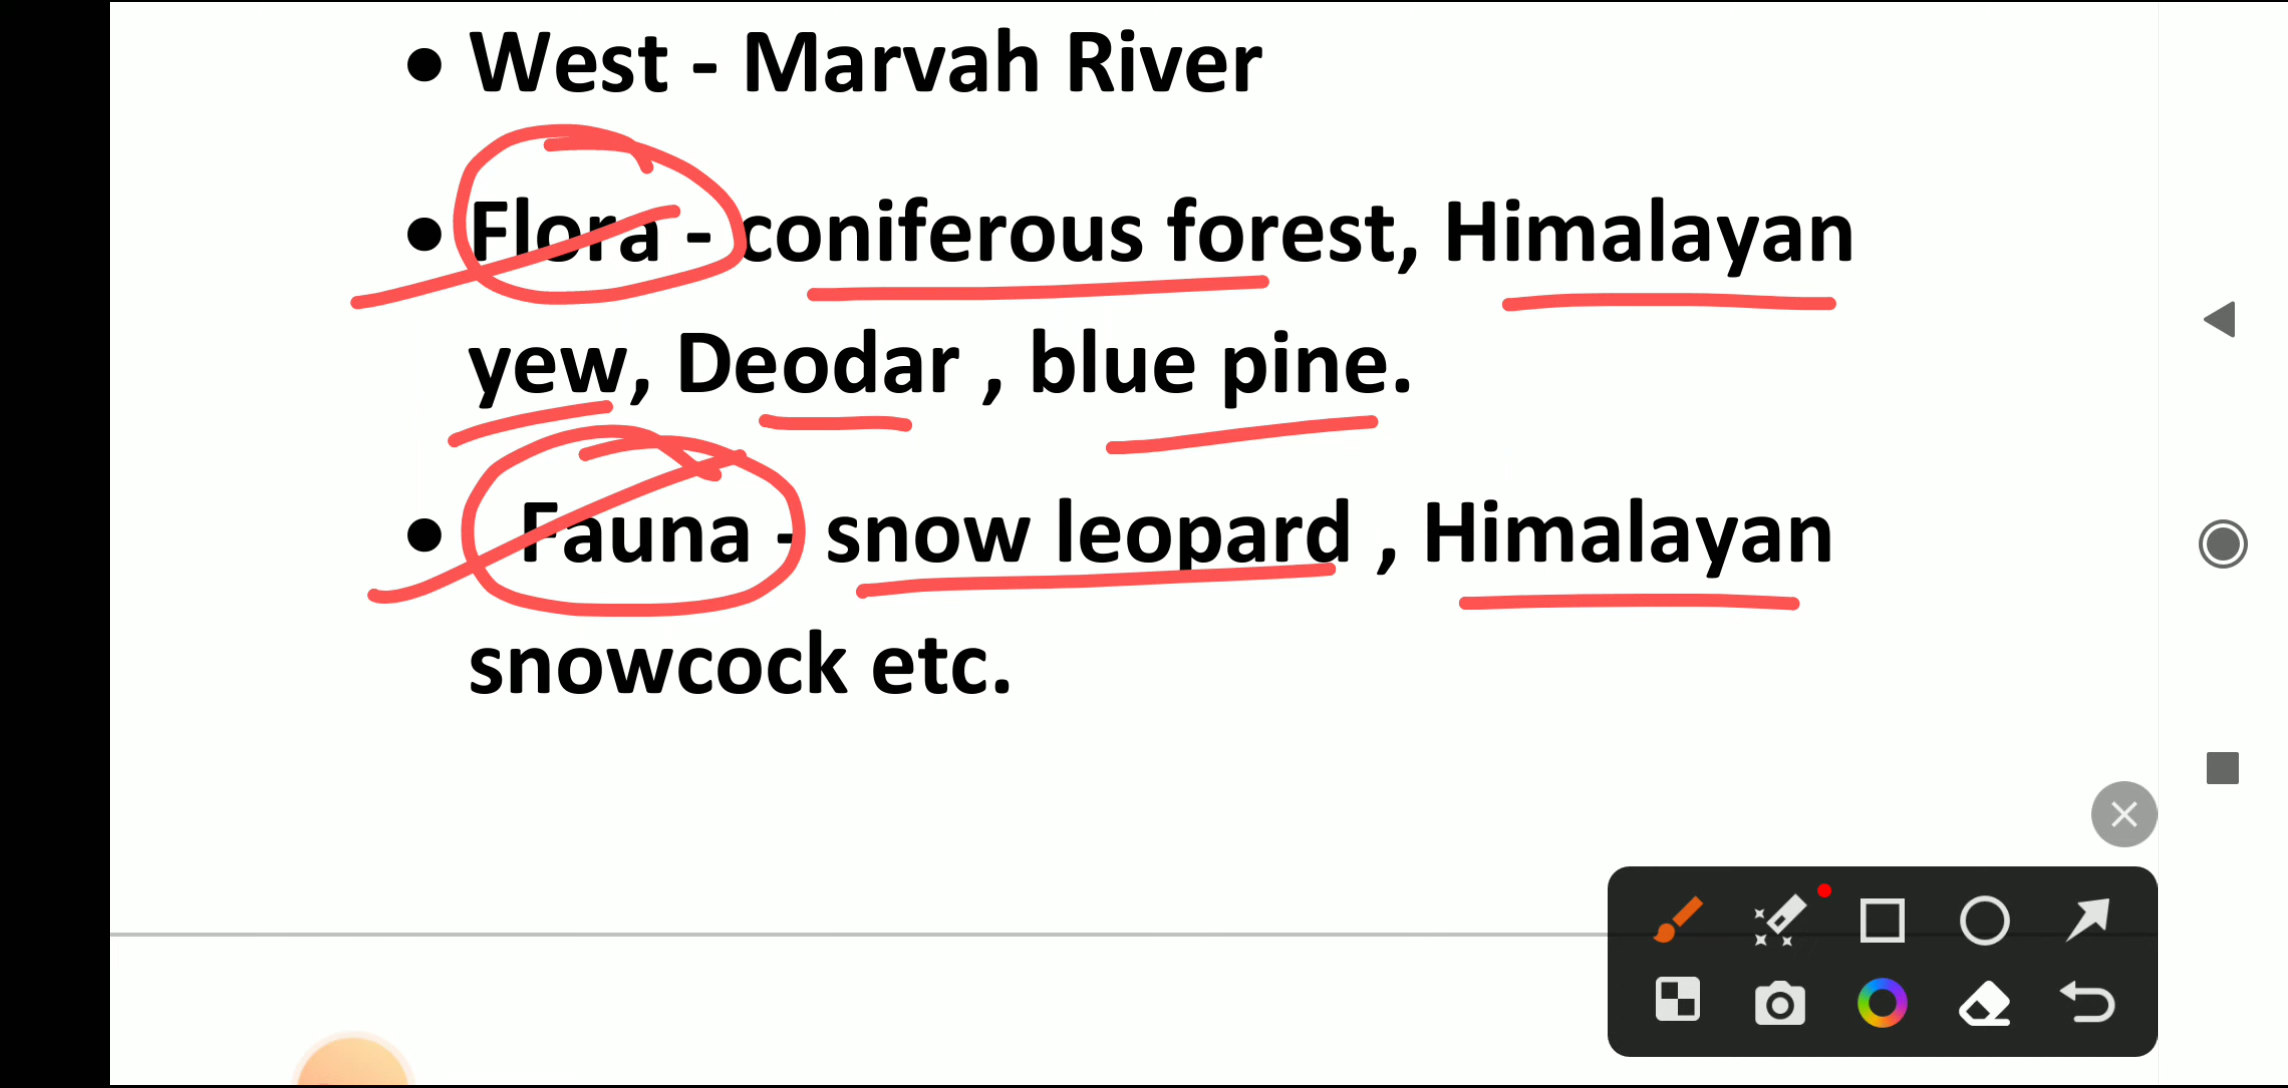 • West - Marvah River
• Flora - coniferous forest, Himalayan
yew, Deodar , blue pine.
• Fauna - snow leopard , Himalayan
snowcock etc.